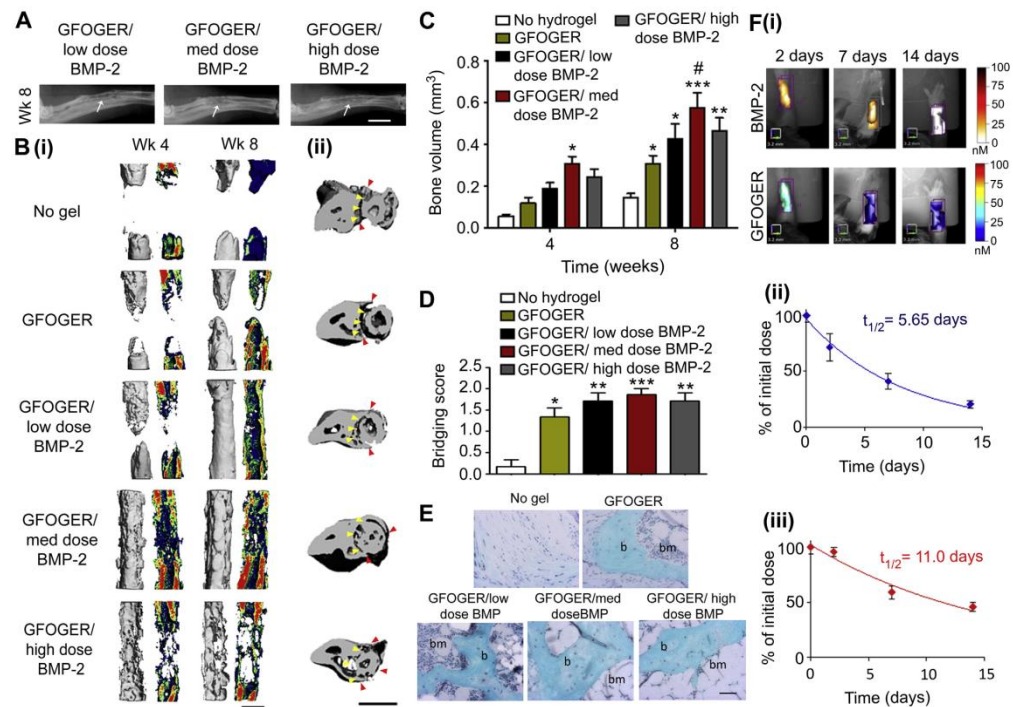 A
GFOGER/
low dose
BMP-2
GFOGER/
med dose
BMP-2
GFOGER/
high dose
BMP-2
Wk 8
B (i)
Wk 4
Wk 8
(ii)
No gel
GFOGER
GFOGER/
low dose
BMP-2
GFOGER/
med dose
BMP-2
GFOGER/
high dose
BMP-2
C
No hydrogel
GFOGER
GFOGER/ low
dose BMP-2
GFOGER/ med
dose BMP-2
GFOGER/ high
dose BMP-2
Bone volume (mm³)
0.8
0.6
0.4
0.2
0.0
*
*
*
#
***
**
4
8
Time (weeks)
D
No hydrogel
GFOGER
GFOGER/ low dose BMP-2
GFOGER/ med dose BMP-2
GFOGER/ high dose BMP-2
Bridging score
2.5
2.0
1.5
1.0
0.5
0.0
*
**
***
**
E
No gel
GFOGER
b
bm
GFOGER/low
dose BMP
GFOGER/med
doseBMP
GFOGER/ high
dose BMP
bm
b
b
bm
b
bm
F(i)
2 days
7 days
14 days
BMP-2
100
75
50
25
0
nM
GFOGER
100
75
50
25
0
nM
(ii)
t1/2= 5.65 days
% of initial dose
100
50
0
0
5
10
15
Time (days)
(iii)
t1/2= 11.0 days
% of initial dose
100
50
0
0
5
10
15
Time (days)